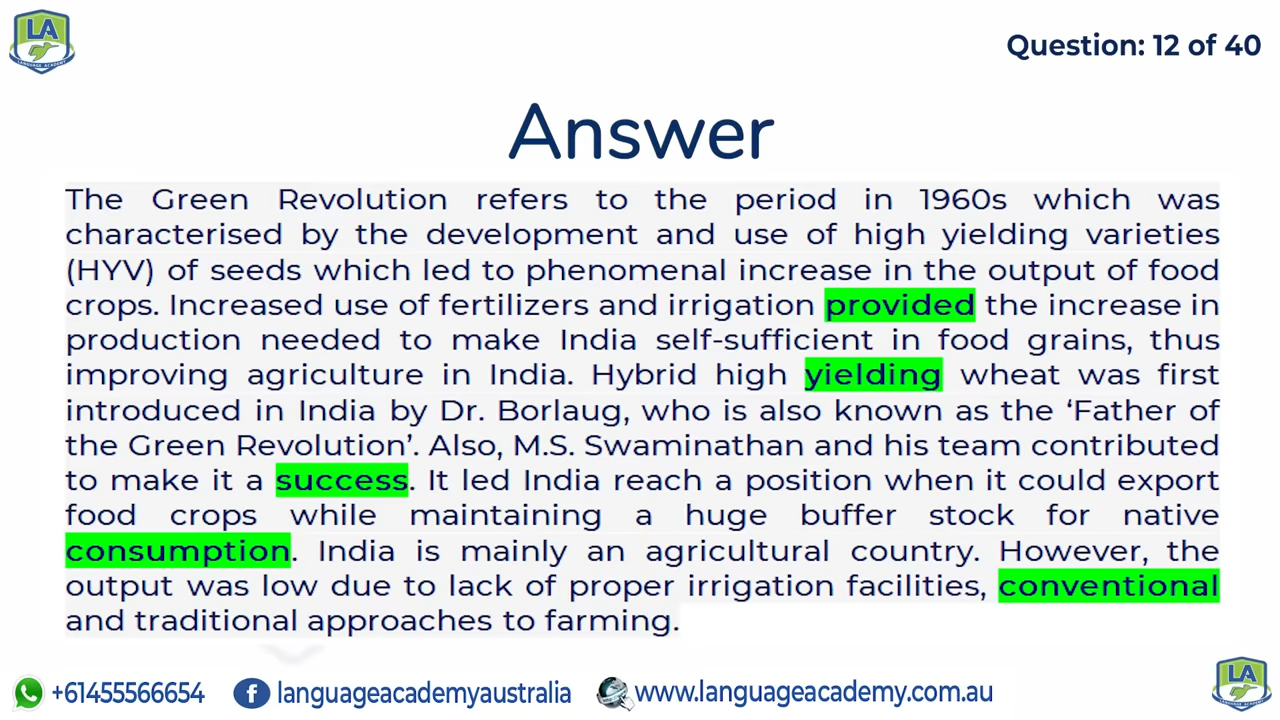 LA
LANGUAGE ACADEMY
Question: 12 of 40
Answer
The Green Revolution refers to the period in 1960s which was
characterised by the development and use of high yielding varieties
(HYV) of seeds which led to phenomenal increase in the output of food
crops. Increased use of fertilizers and irrigation provided the increase in
production needed to make India self-sufficient in food grains, thus
improving agriculture in India. Hybrid high yielding wheat was first
introduced in India by Dr. Borlaug, who is also known as the ‘Father of
the Green Revolution’. Also, M.S. Swaminathan and his team contributed
to make it a success. It led India reach a position when it could export
food crops while maintaining a huge buffer stock for native
consumption. India is mainly an agricultural country. However, the
output was low due to lack of proper irrigation facilities, conventional
and traditional approaches to farming.
+61455566654
languageacademyaustralia
www.languageacademy.com.au
LA
LANGUAGE ACADEMY